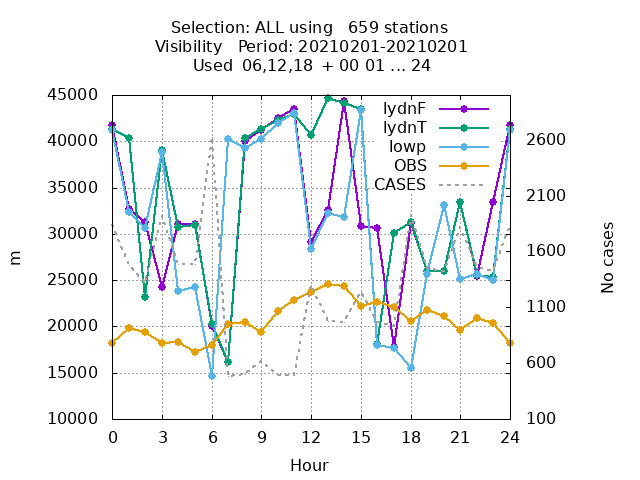 Selection: ALL using   659 stations
Visibility   Period: 20210201-20210201
Used  06,12,18  + 00 01 ... 24
45000
40000
35000
30000
25000
20000
15000
10000
m
lydnF
lydnT
lowp
OBS
CASES
2600
2100
1600
1100
600
100
No cases
0 3 6 9 12 15 18 21 24
Hour